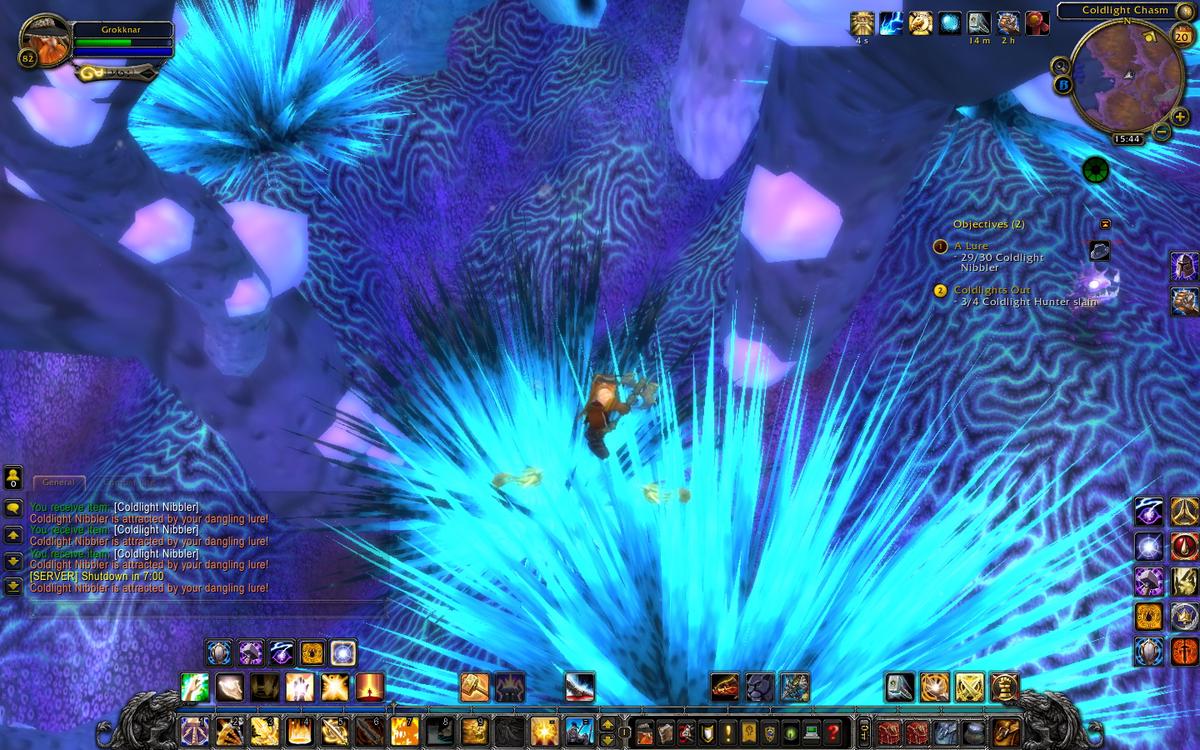 Grokknar
82
4 s
14 m
2 h
Coldlight Chasm
N
20
15:44
Objectives (2)
1 A Lure
- 29/30 Coldlight
Nibbler
2 Coldlights Out
- 3/4 Coldlight Hunter slain
0
General
You receive item: [Coldlight Nibbler]
Coldlight Nibbler is attracted by your dangling lure!
You receive item: [Coldlight Nibbler]
Coldlight Nibbler is attracted by your dangling lure!
You receive item: [Coldlight Nibbler]
Coldlight Nibbler is attracted by your dangling lure!
[SERVER] Shutdown in 7:00
Coldlight Nibbler is attracted by your dangling lure!